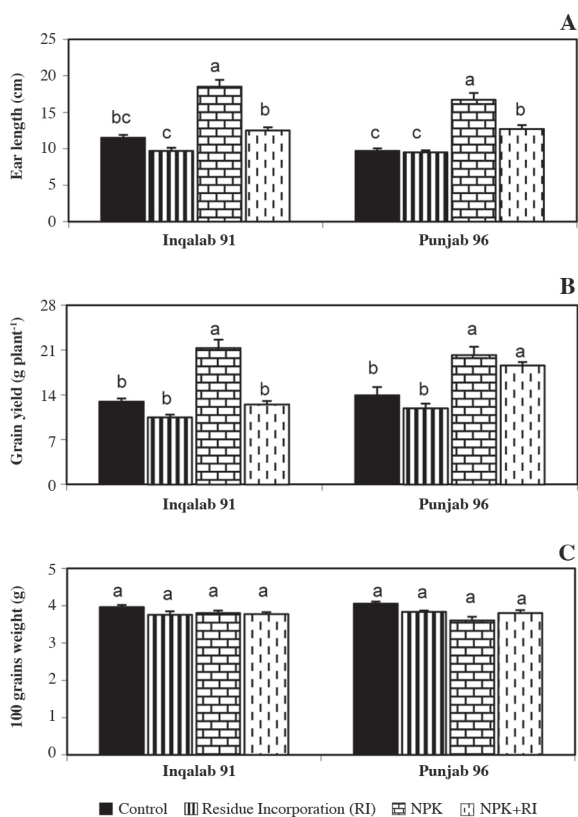 A
Ear length (cm)
25
20
15
10
5
0
bc
c
a
b
c
c
a
b
Inqalab 91
Punjab 96
B
Grain yield (g plant⁻¹)
28
21
14
7
0
b
b
a
b
b
b
a
a
Inqalab 91
Punjab 96
C
100 grains weight (g)
5
4
3
2
1
0
a
a
a
a
a
a
a
a
Inqalab 91
Punjab 96
Control Residue Incorporation (RI) NPK NPK+RI